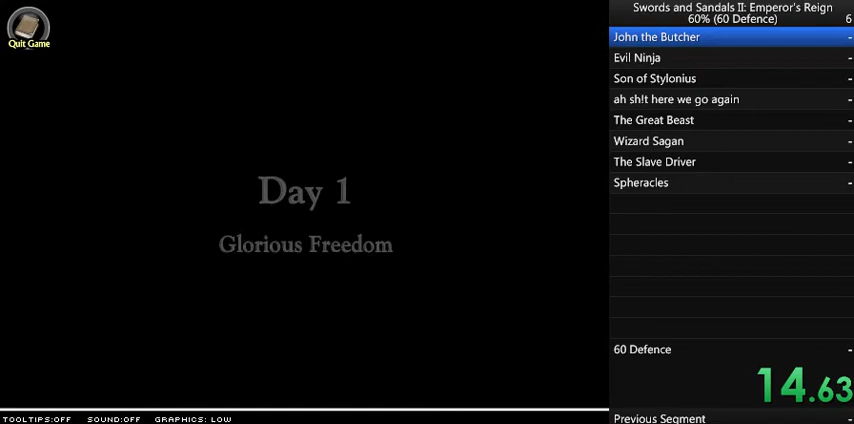 Quit Game
Day 1
Glorious Freedom
TOOLTIPS:OFF SOUND:OFF GRAPHICS: LOW
Swords and Sandals II: Emperor's Reign
60% (60 Defence) 6
John the Butcher -
Evil Ninja -
Son of Stylonius -
ah sh!t here we go again -
The Great Beast -
Wizard Sagan -
The Slave Driver -
Spheracles -
60 Defence -
14.63
Previous Segment -